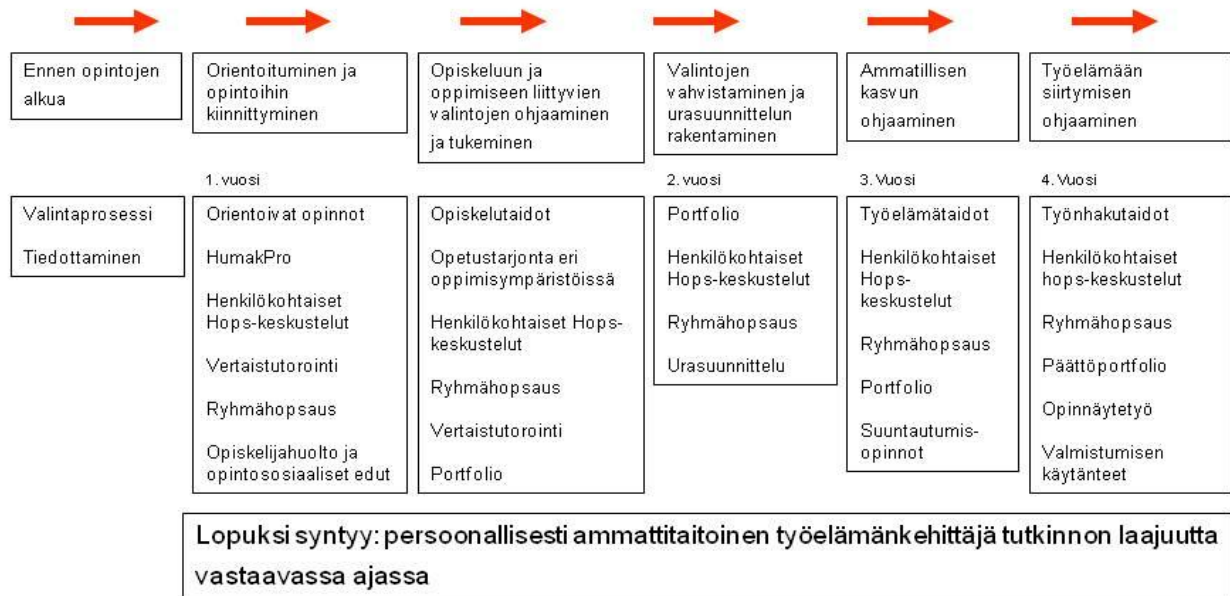 Ennen opintojen
alkua
Orientoituminen ja
opintoihin
kiinnittyminen
Opiskeluun ja
oppimiseen liittyvien
valintojen ohjaaminen
ja tukeminen
Valintojen
vahvistaminen ja
urasuunnittelun
rakentaminen
Ammatillisen
kasvun
ohjaaminen
Työelämään
siirtymisen
ohjaaminen
1. vuosi
2. vuosi
3. Vuosi
4. Vuosi
Valintaprosessi
Tiedottaminen
Orientoivat opinnot
HumakPro
Henkilökohtaiset
Hops-keskustelut
Vertaistutorointi
Ryhmähopsaus
Opiskelijahuolto ja
opintososiaaliset edut
Opiskelutaidot
Opetustarjonta eri
oppimisympäristöissä
Henkilökohtaiset Hops-
keskustelut
Ryhmähopsaus
Vertaistutorointi
Portfolio
Portfolio
Henkilökohtaiset
Hops-keskustelut
Ryhmähopsaus
Urasuunnittelu
Työelämätaidot
Henkilökohtaiset
Hops-
keskustelut
Ryhmähopsaus
Portfolio
Suuntautumis-
opinnot
Työnhakutaidot
Henkilökohtaiset
hops-keskustelut
Ryhmähopsaus
Päättöportfolio
Opinnäytetyö
Valmistumisen
käytänteet
Lopuksi syntyy: persoonallisesti ammattitaitoinen työelämänkehittäjä tutkinnon laajuutta
vastaavassa ajassa